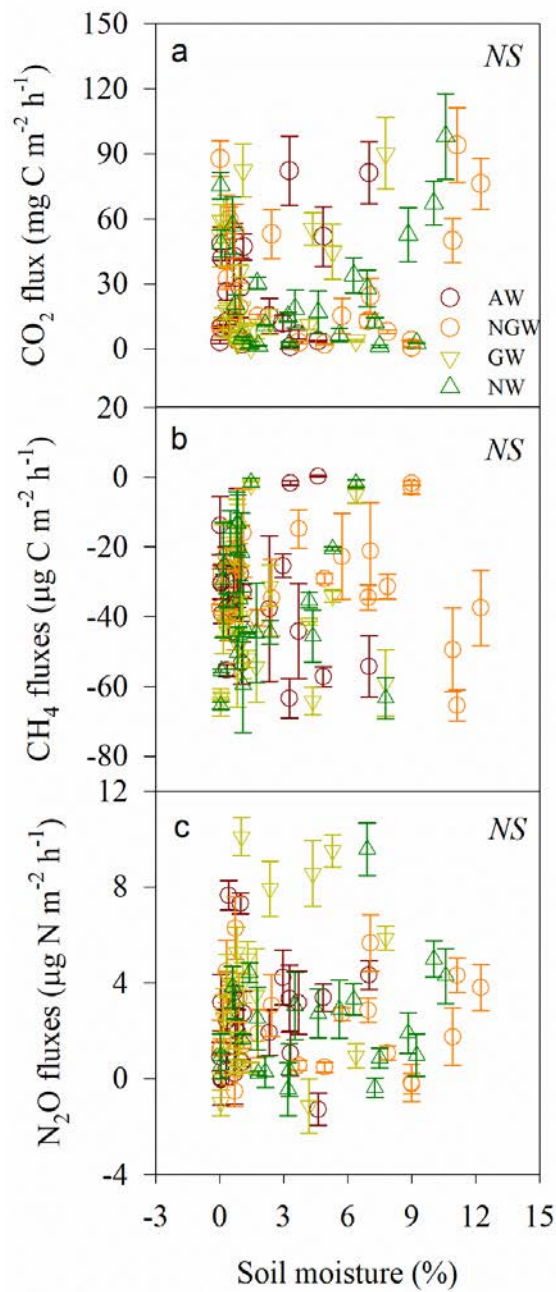 150
a
NS
120
90
60
30
0
CO₂ flux (mg C m⁻² h⁻¹)
AW
NGW
GW
NW
20
b
NS
0
-20
-40
-60
-80
CH₄ fluxes (µg C m⁻² h⁻¹)
12
c
NS
8
4
0
-4
N₂O fluxes (µg N m⁻² h⁻¹)
-3 0 3 6 9 12 15
Soil moisture (%)